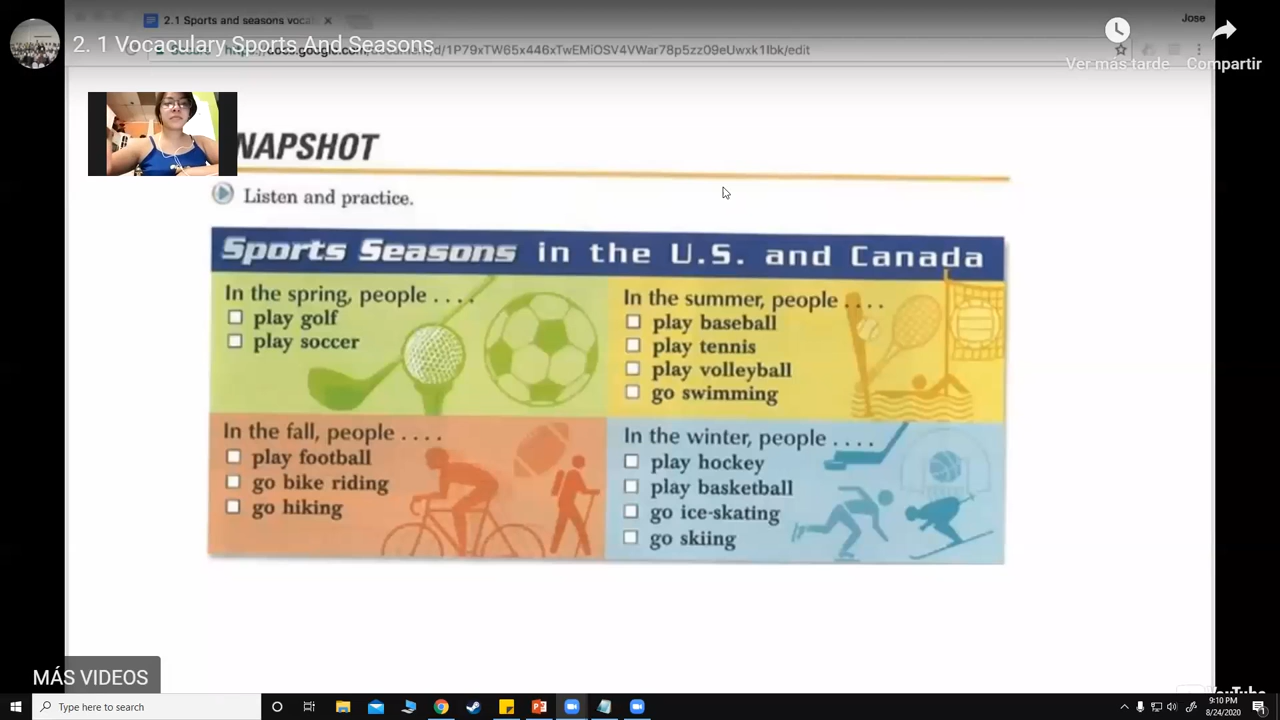 2.1 Sports and seasons vocab
Jose
2. 1 Vocaculary Sports And Seasons
Ver más tarde
Compartir
NAPSHOT
Listen and practice.
Sports Seasons in the U.S. and Canada
In the spring, people . . . .
play golf
play soccer
In the summer, people . . . .
play baseball
play tennis
play volleyball
go swimming
In the fall, people . . . .
play football
go bike riding
go hiking
In the winter, people . . . .
play hockey
play basketball
go ice-skating
go skiing
MÁS VIDEOS
Type here to search
9:10 PM
8/24/2020